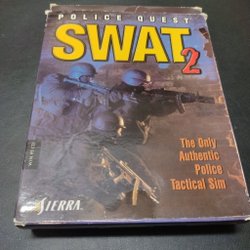 POLICE QUEST
SWAT
2
The Only
Authentic
Police
Tactical Sim
SIERRA